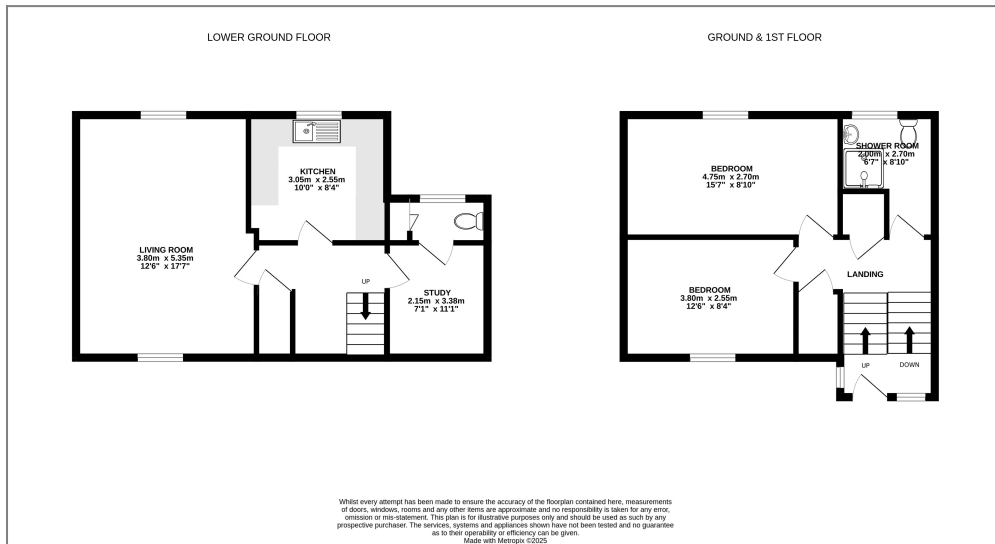 LOWER GROUND FLOOR
GROUND & 1ST FLOOR
KITCHEN
3.05m x 2.55m
10'0" x 8'4"
LIVING ROOM
3.80m x 5.35m
12'6" x 17'7"
UP
STUDY
2.15m x 3.38m
7'1" x 11'1"
SHOWER ROOM
2.00m x 2.70m
6'7" x 8'10"
BEDROOM
4.75m x 2.70m
15'7" x 8'10"
BEDROOM
3.80m x 2.55m
12'6" x 8'4"
LANDING
UP
DOWN
Whilst every attempt has been made to ensure the accuracy of the floorplan contained here, measurements
of doors, windows, rooms and any other items are approximate and no responsibility is taken for any error,
omission or mis-statement. This plan is for illustrative purposes only and should be used as such by any
prospective purchaser. The services, systems and appliances shown have not been tested and no guarantee
as to their operability or efficiency can be given.
Made with Metropix ©2025